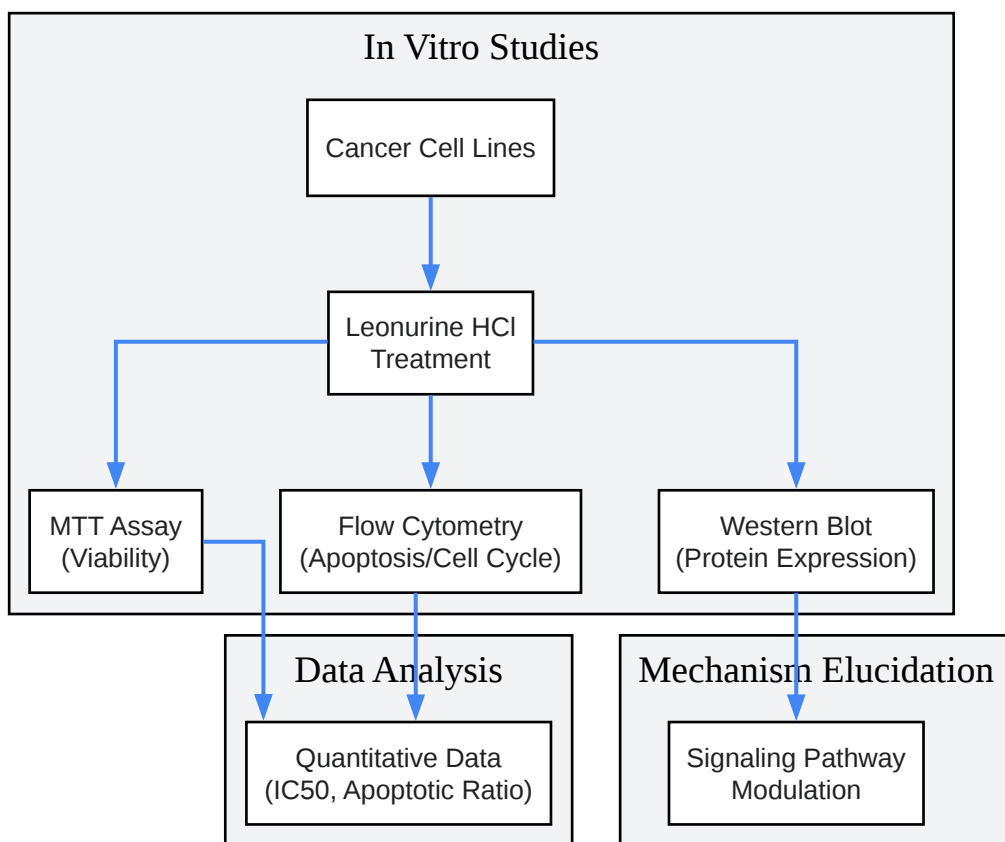 In Vitro Studies
Cancer Cell Lines
Leonurine HCl
Treatment
MTT Assay
(Viability)
Flow Cytometry
(Apoptosis/Cell Cycle)
Western Blot
(Protein Expression)
Data Analysis
Quantitative Data
(IC50, Apoptotic Ratio)
Mechanism Elucidation
Signaling Pathway
Modulation